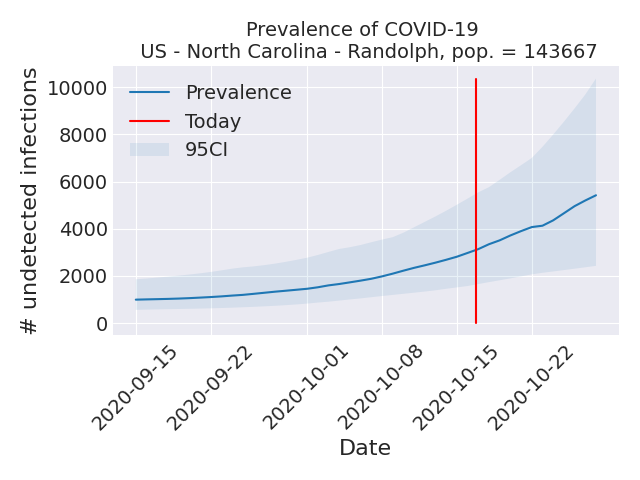 Prevalence of COVID-19
US - North Carolina - Randolph, pop. = 143667
# undetected infections
10000
8000
6000
4000
2000
0
Prevalence
Today
95CI
2020-09-15
2020-09-22
2020-10-01
2020-10-08
2020-10-15
2020-10-22
Date